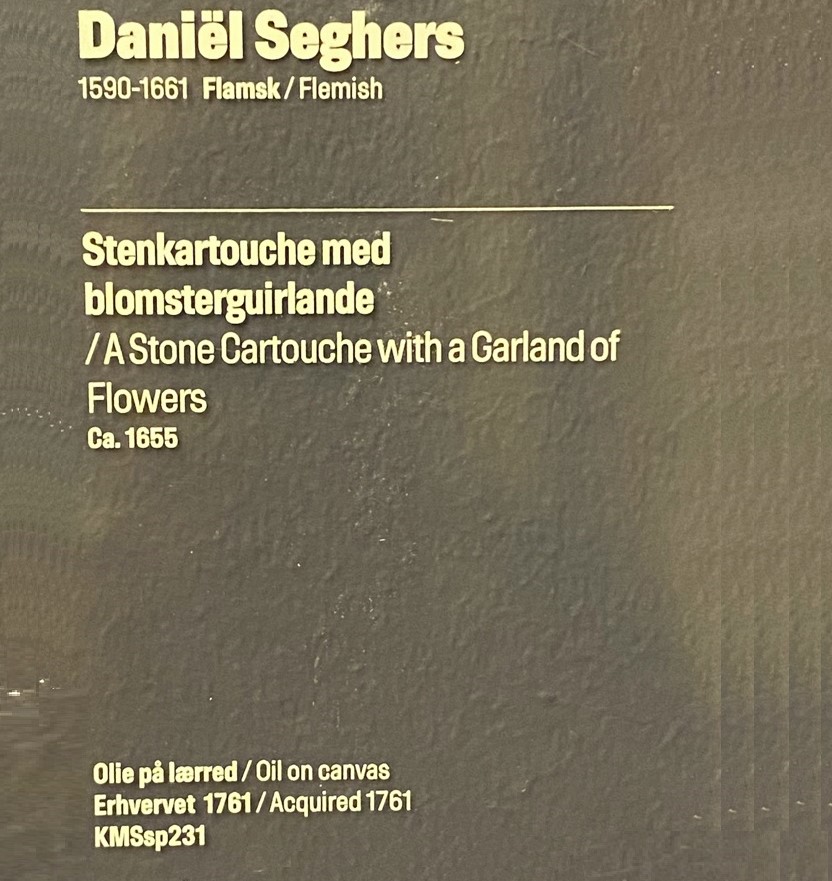 Daniël Seghers
1590-1661 Flamsk / Flemish
Stenkartouche med
blomsterguirlande
/ A Stone Cartouche with a Garland of
Flowers
Ca. 1655
Olie på lærred / Oil on canvas
Erhvervet 1761 / Acquired 1761
KMSsp231